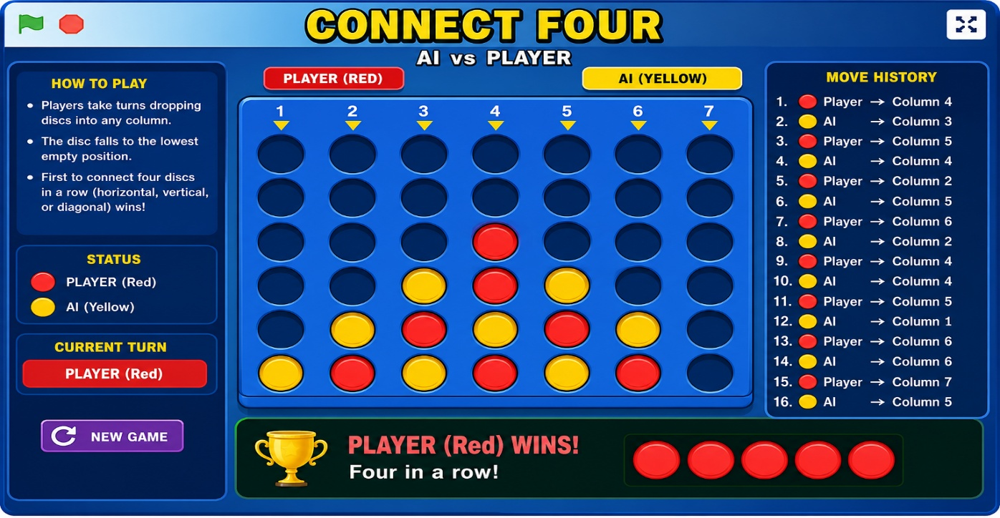 CONNECT FOUR
AI vs PLAYER
HOW TO PLAY
• Players take turns dropping
discs into any column.
• The disc falls to the lowest
empty position.
• First to connect four discs
in a row (horizontal, vertical,
or diagonal) wins!
STATUS
PLAYER (Red)
AI (Yellow)
CURRENT TURN
PLAYER (Red)
NEW GAME
PLAYER (RED)
AI (YELLOW)
1 2 3 4 5 6 7
MOVE HISTORY
1. Player → Column 4
2. AI → Column 3
3. Player → Column 5
4. AI → Column 4
5. Player → Column 2
6. AI → Column 5
7. Player → Column 6
8. AI → Column 2
9. Player → Column 4
10. AI → Column 4
11. Player → Column 5
12. AI → Column 1
13. Player → Column 6
14. AI → Column 6
15. Player → Column 7
16. AI → Column 5
PLAYER (Red) WINS!
Four in a row!